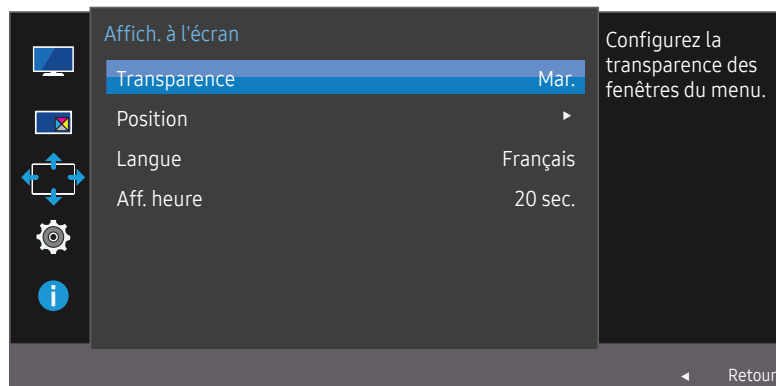 Affich. à l'écran
Transparence Mar.
Position ►
Langue Français
Aff. heure 20 sec.
Configurez la
transparence des
fenêtres du menu.
◄ Retour